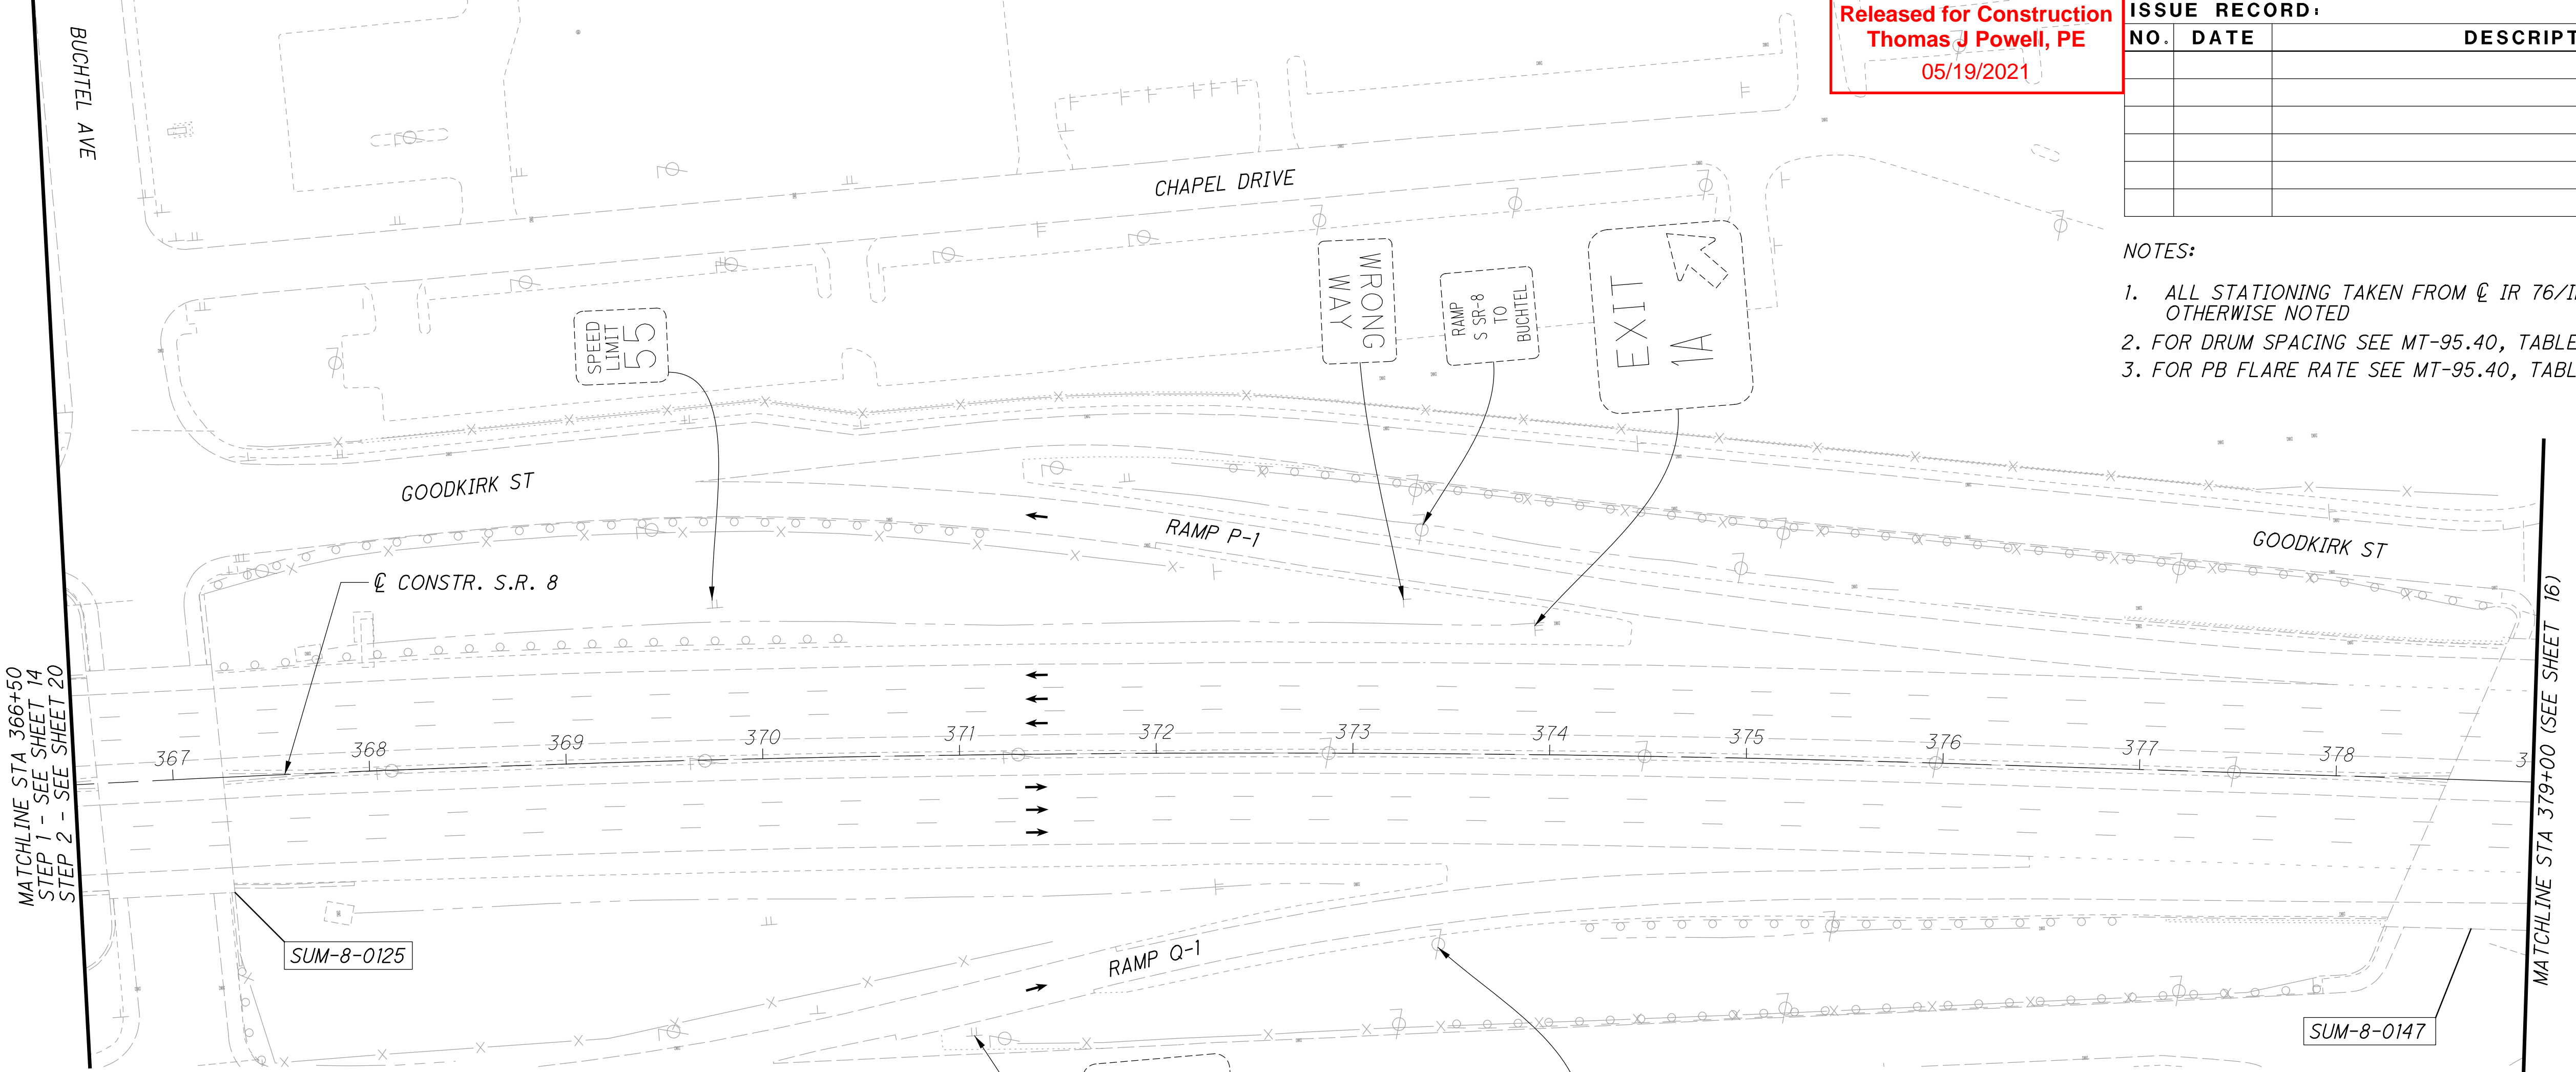 BUCHTEL AVE
Released for Construction
Thomas J Powell, PE
05/19/2021
ISSUE RECORD:
NO. DATE DESCRIPT
NOTES:
1. ALL STATIONING TAKEN FROM ℄ IR 76/I
OTHERWISE NOTED
2. FOR DRUM SPACING SEE MT-95.40, TABLE
3. FOR PB FLARE RATE SEE MT-95.40, TABL
CHAPEL DRIVE
SPEED
LIMIT
55
WRONG
WAY
RAMP
S SR-8
TO
BUCHTEL
EXIT
1A
GOODKIRK ST
RAMP P-1
GOODKIRK ST
℄ CONSTR. S.R. 8
MATCHLINE STA 366+50
STEP 1 - SEE SHEET 14
STEP 2 - SEE SHEET 20
367 368 369 370 371 372 373 374 375 376 377 378 3
MATCHLINE STA 379+00 (SEE SHEET 16)
SUM-8-0125
RAMP Q-1
SUM-8-0147